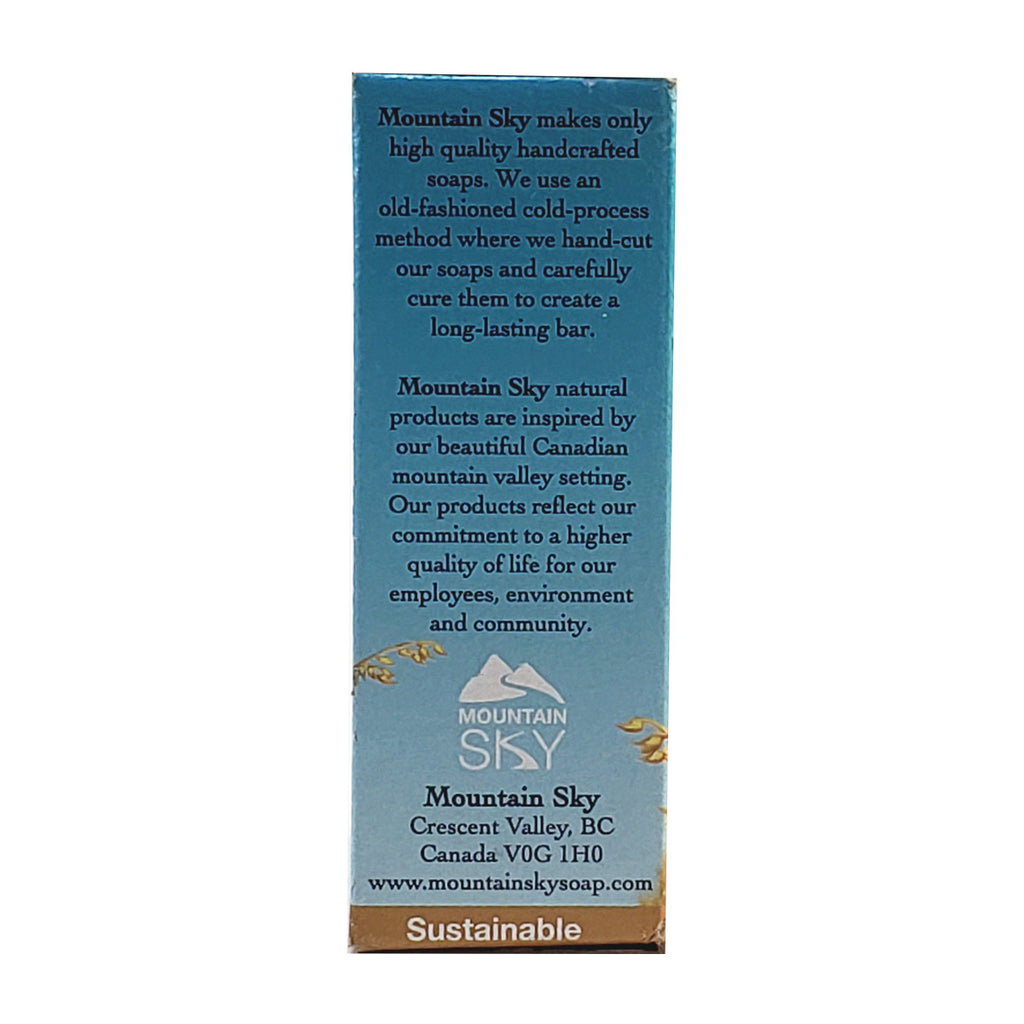 Mountain Sky makes only
high quality handcrafted
soaps. We use an
old-fashioned cold-process
method where we hand-cut
our soaps and carefully
cure them to create a
long-lasting bar.
Mountain Sky natural
products are inspired by
our beautiful Canadian
mountain valley setting.
Our products reflect our
commitment to a higher
quality of life for our
employees, environment
and community.
MOUNTAIN
SKY
Mountain Sky
Crescent Valley, BC
Canada V0G 1H0
www.mountainskysoap.com
Sustainable